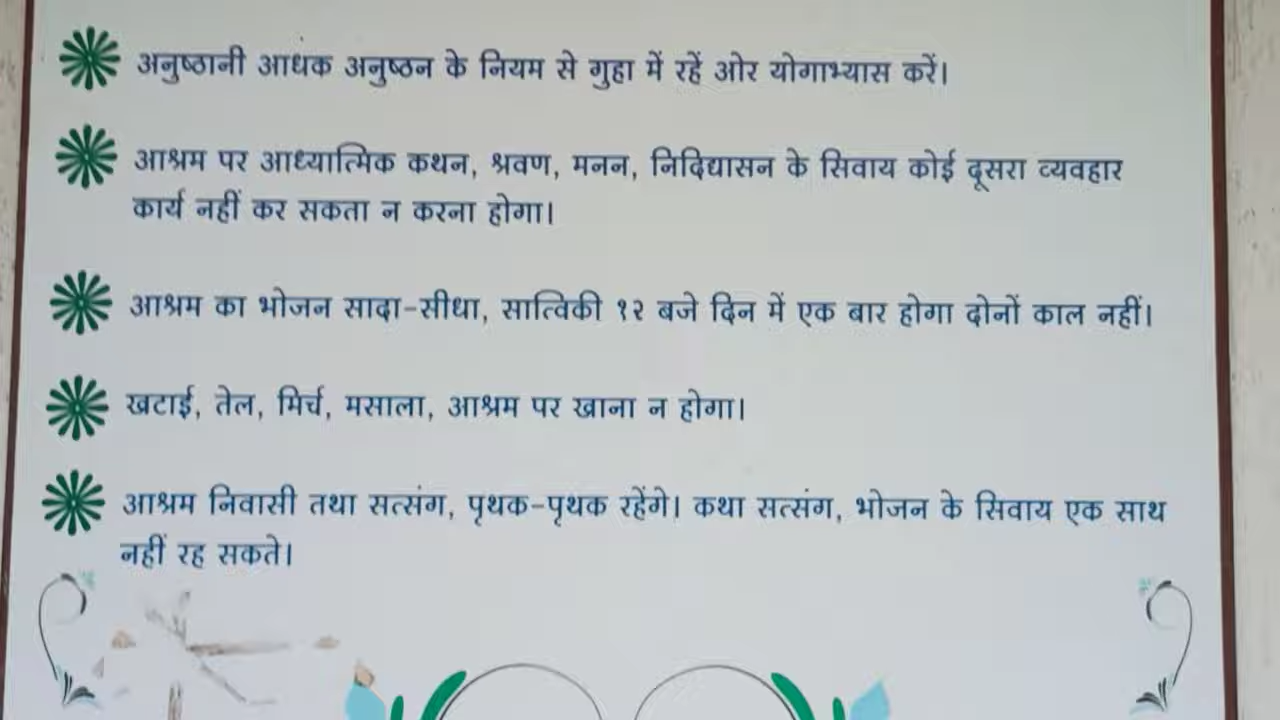 अनुष्ठानी आधक अनुष्ठन के नियम से गुहा में रहें ओर योगाभ्यास करें।
आश्रम पर आध्यात्मिक कथन, श्रवण, मनन, निदिद्यासन के सिवाय कोई दूसरा व्यवहार
कार्य नहीं कर सकता न करना होगा।
आश्रम का भोजन सादा-सीधा, सात्विकी १२ बजे दिन में एक बार होगा दोनों काल नहीं।
खटाई, तेल, मिर्च, मसाला, आश्रम पर खाना न होगा।
आश्रम निवासी तथा सत्संग, पृथक-पृथक रहेंगे। कथा सत्संग, भोजन के सिवाय एक साथ
नहीं रह सकते।